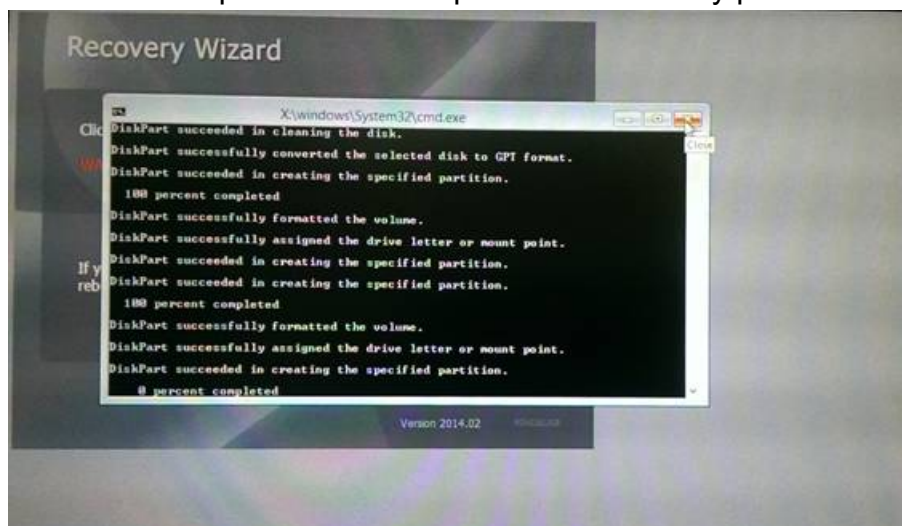 Recovery Wizard
X:\windows\System32\cmd.exe
Close
DiskPart succeeded in cleaning the disk.
DiskPart successfully converted the selected disk to GPT format.
DiskPart succeeded in creating the specified partition.
100 percent completed
DiskPart successfully formatted the volume.
DiskPart successfully assigned the drive letter or mount point.
DiskPart succeeded in creating the specified partition.
DiskPart succeeded in creating the specified partition.
100 percent completed
DiskPart successfully formatted the volume.
DiskPart successfully assigned the drive letter or mount point.
DiskPart succeeded in creating the specified partition.
0 percent completed
Clic
WA
If y
reb
Version 2014.02